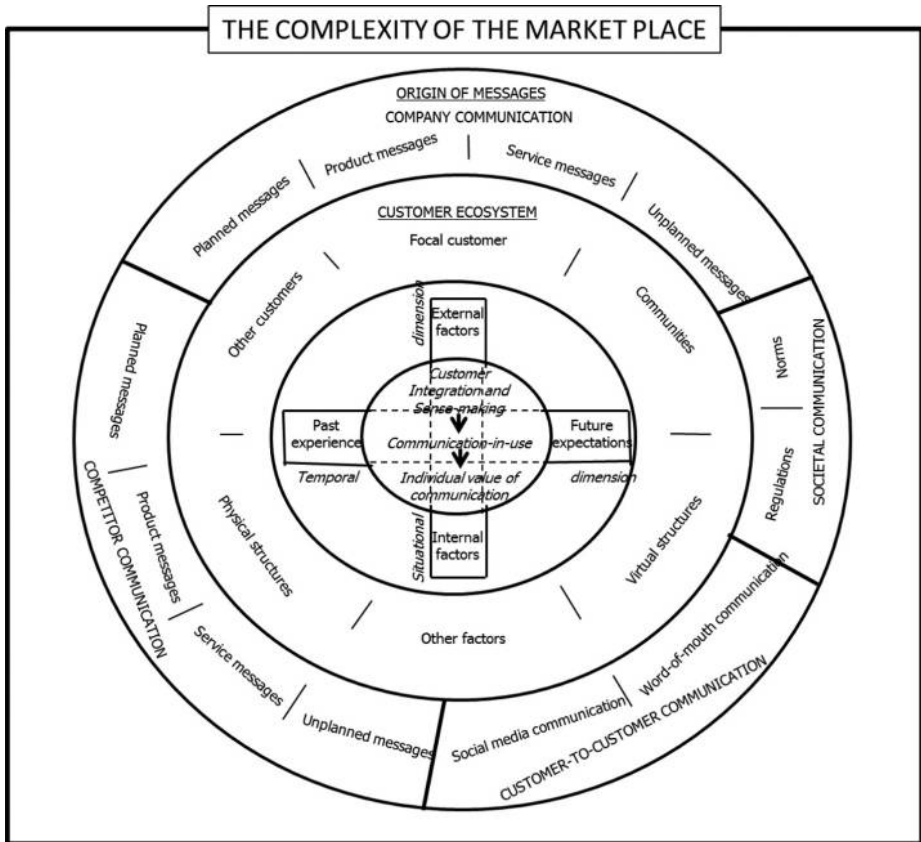 THE COMPLEXITY OF THE MARKET PLACE
ORIGIN OF MESSAGES
COMPANY COMMUNICATION
Planned messages
Product messages
Service messages
Unplanned messages
SOCIETAL COMMUNICATION
Norms
Regulations
CUSTOMER-TO-CUSTOMER COMMUNICATION
Word-of-mouth communication
Social media communication
COMPETITOR COMMUNICATION
Planned messages
Product messages
Service messages
Unplanned messages
CUSTOMER ECOSYSTEM
Focal customer
Communities
Virtual structures
Other factors
Physical structures
Other customers
Situational
dimension
External
factors
Customer
Integration and
Sense-making
Past
experience
Communication-in-use
Future
expectations
Temporal
dimension
Individual value of
communication
Internal
factors